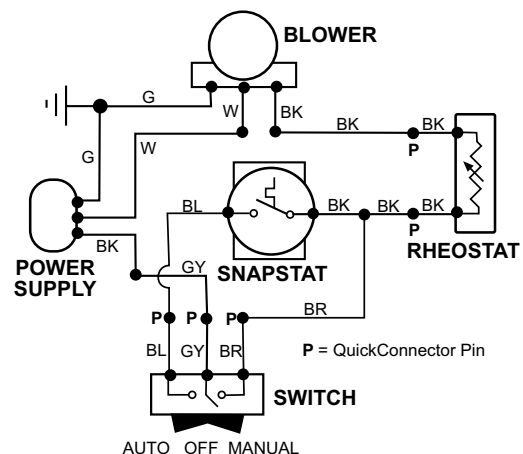 BLOWER
G
W
BK
BK
BK
G
W
P
BL
BK
BK
BK
P
RHEOSTAT
BK
POWER
SUPPLY
GY
SNAPSTAT
BR
P
P
P
BL
GY
BR
P = QuickConnector Pin
SWITCH
AUTO OFF MANUAL